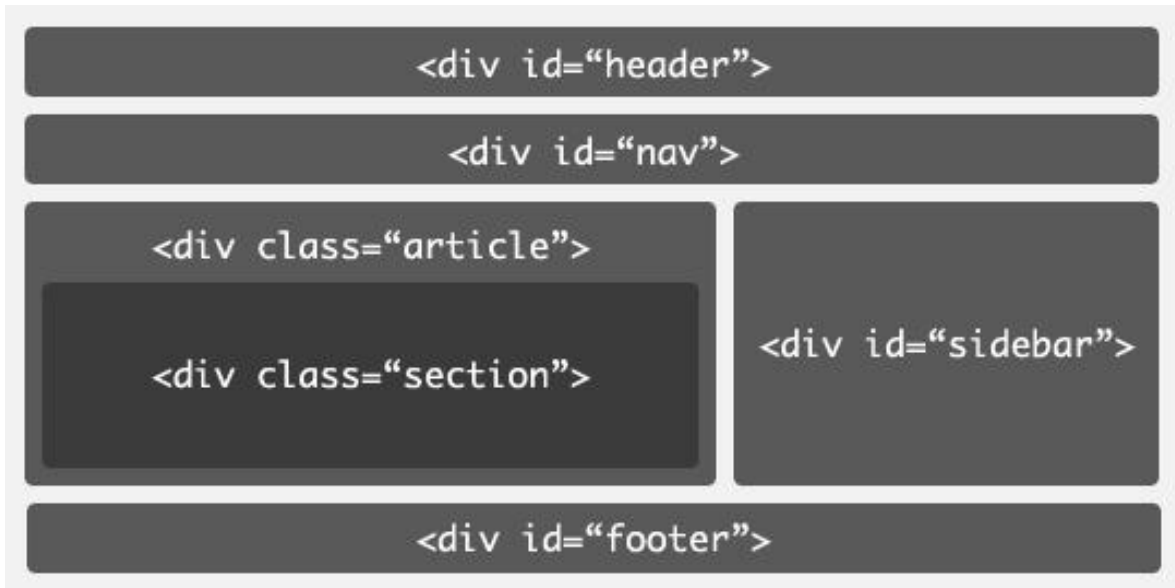 <div id=“header”>
<div id=“nav”>
<div class=“article”>
<div class=“section”>
<div id=“sidebar”>
<div id=“footer”>